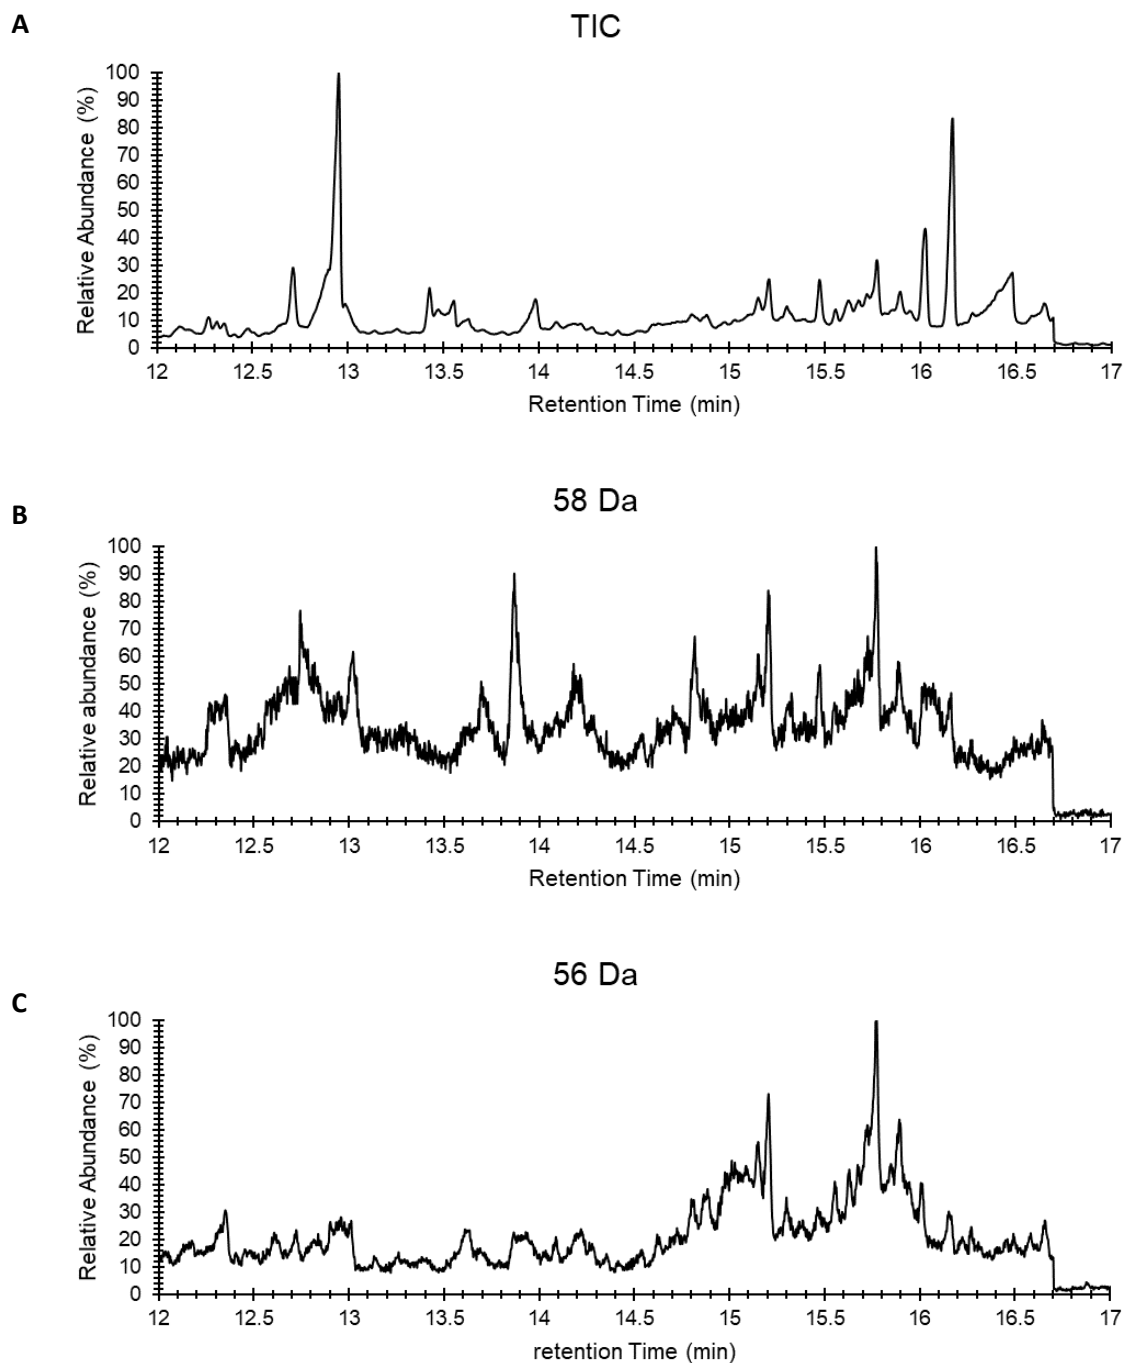 A
TIC
Relative Abundance (%)
100
90
80
70
60
50
40
30
20
10
0
12 12.5 13 13.5 14 14.5 15 15.5 16 16.5 17
Retention Time (min)
58 Da
B
Relative abundance (%)
100
90
80
70
60
50
40
30
20
10
0
12 12.5 13 13.5 14 14.5 15 15.5 16 16.5 17
Retention Time (min)
56 Da
C
Relative Abundance (%)
100
90
80
70
60
50
40
30
20
10
0
12 12.5 13 13.5 14 14.5 15 15.5 16 16.5 17
retention Time (min)